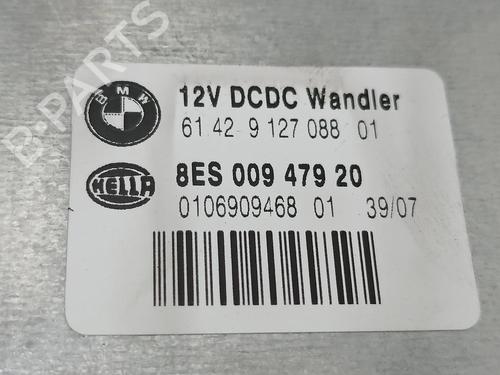 B-PARTS
BMW
12V DCDC Wandler
61 42 9 127 088 01
HELLA
8ES 009 479 20
0106909468 01 39/07